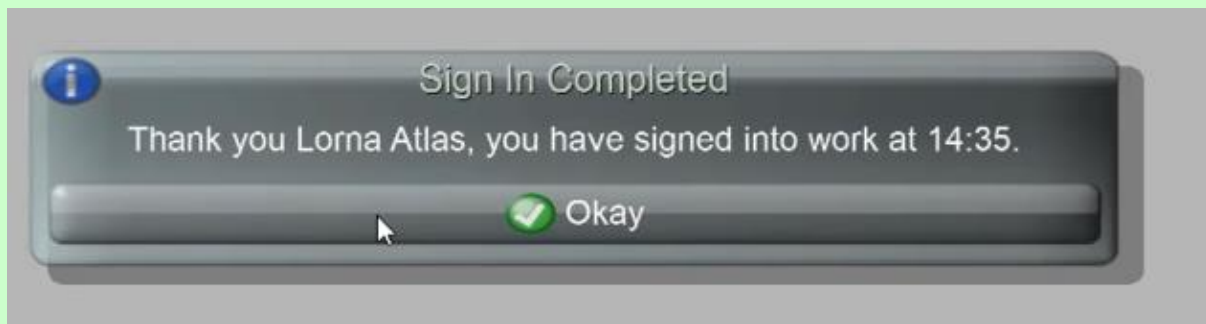 Sign In Completed
Thank you Lorna Atlas, you have signed into work at 14:35.
Okay